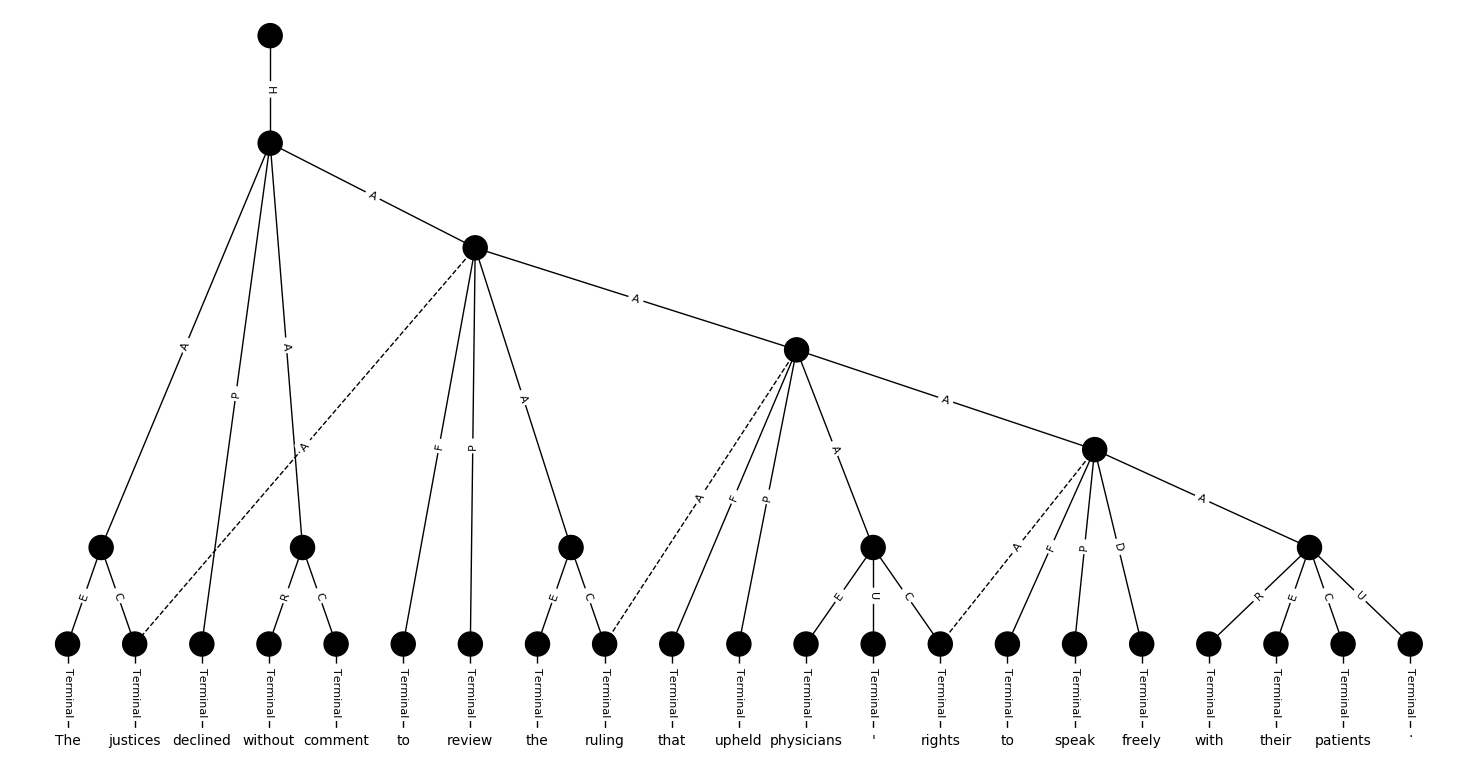 H
A
A
A
P
A
A
A
F
P
A
A
A
F
P
A
A
F
P
D
E
C
R
C
E
C
E
U
C
R
E
C
U
Terminal Terminal Terminal Terminal Terminal Terminal Terminal Terminal Terminal Terminal Terminal Terminal Terminal Terminal Terminal Terminal Terminal Terminal Terminal Terminal Terminal
The justices declined without comment to review the ruling that upheld physicians ' rights to speak freely with their patients .